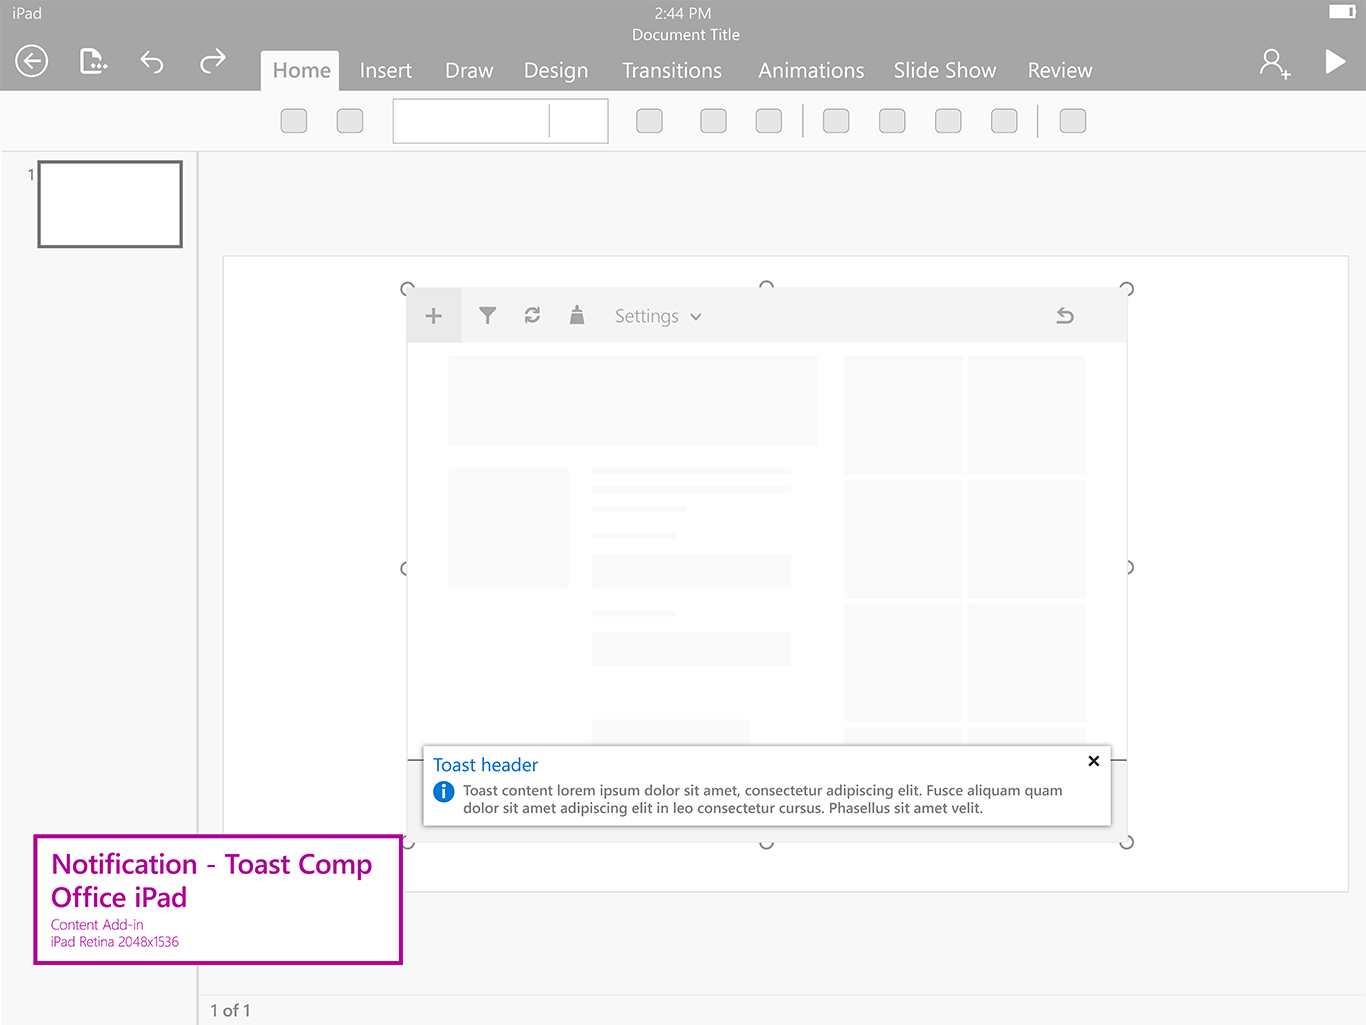 iPad
2:44 PM
Document Title
Home Insert Draw Design Transitions Animations Slide Show Review
1
Settings
Toast header
Toast content lorem ipsum dolor sit amet, consectetur adipiscing elit. Fusce aliquam quam
dolor sit amet adipiscing elit in leo consectetur cursus. Phasellus sit amet velit.
Notification - Toast Comp
Office iPad
Content Add-in
iPad Retina 2048x1536
1 of 1